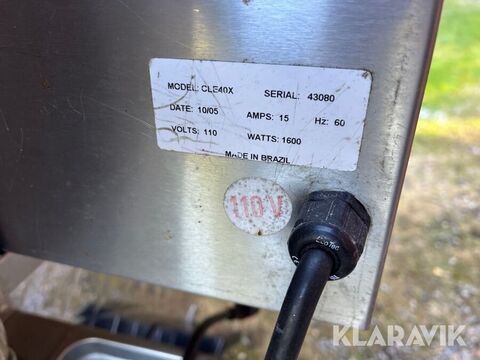 MODEL: CLE40X SERIAL: 43080
DATE: 10/05 AMPS: 15 Hz: 60
VOLTS: 110 WATTS: 1600
MADE IN BRAZIL
110V
KLARAVIK